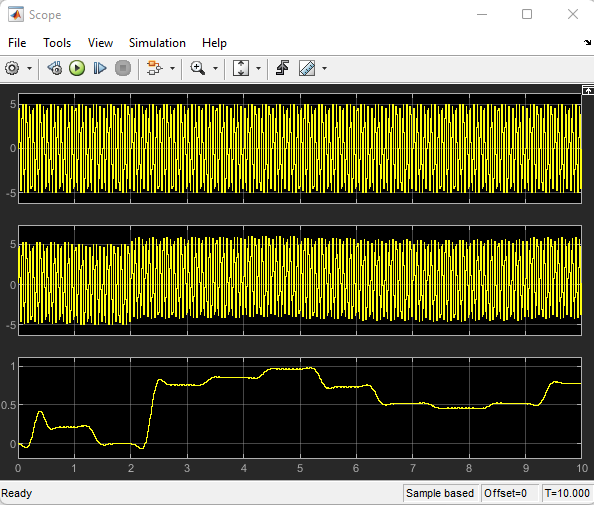 Scope
File Tools View Simulation Help
5
0
-5
5
0
-5
1
0.5
0
0 1 2 3 4 5 6 7 8 9 10
Ready Sample based Offset=0 T=10.000